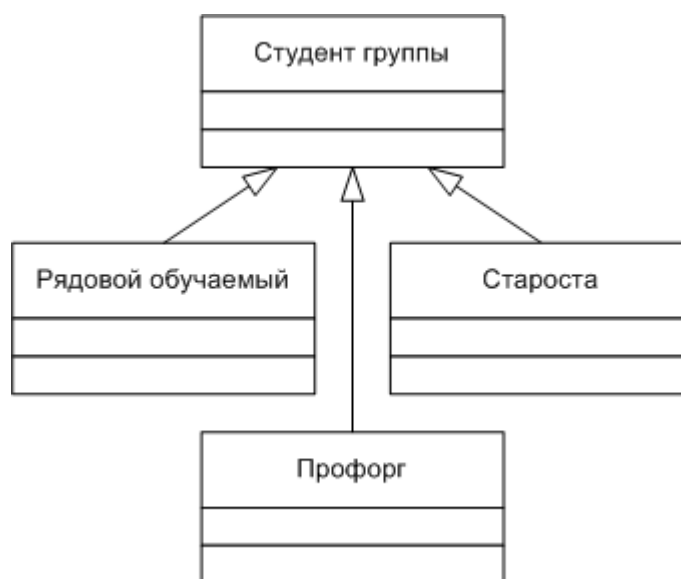 Студент группы
Рядовой обучаемый
Староста
Профорг